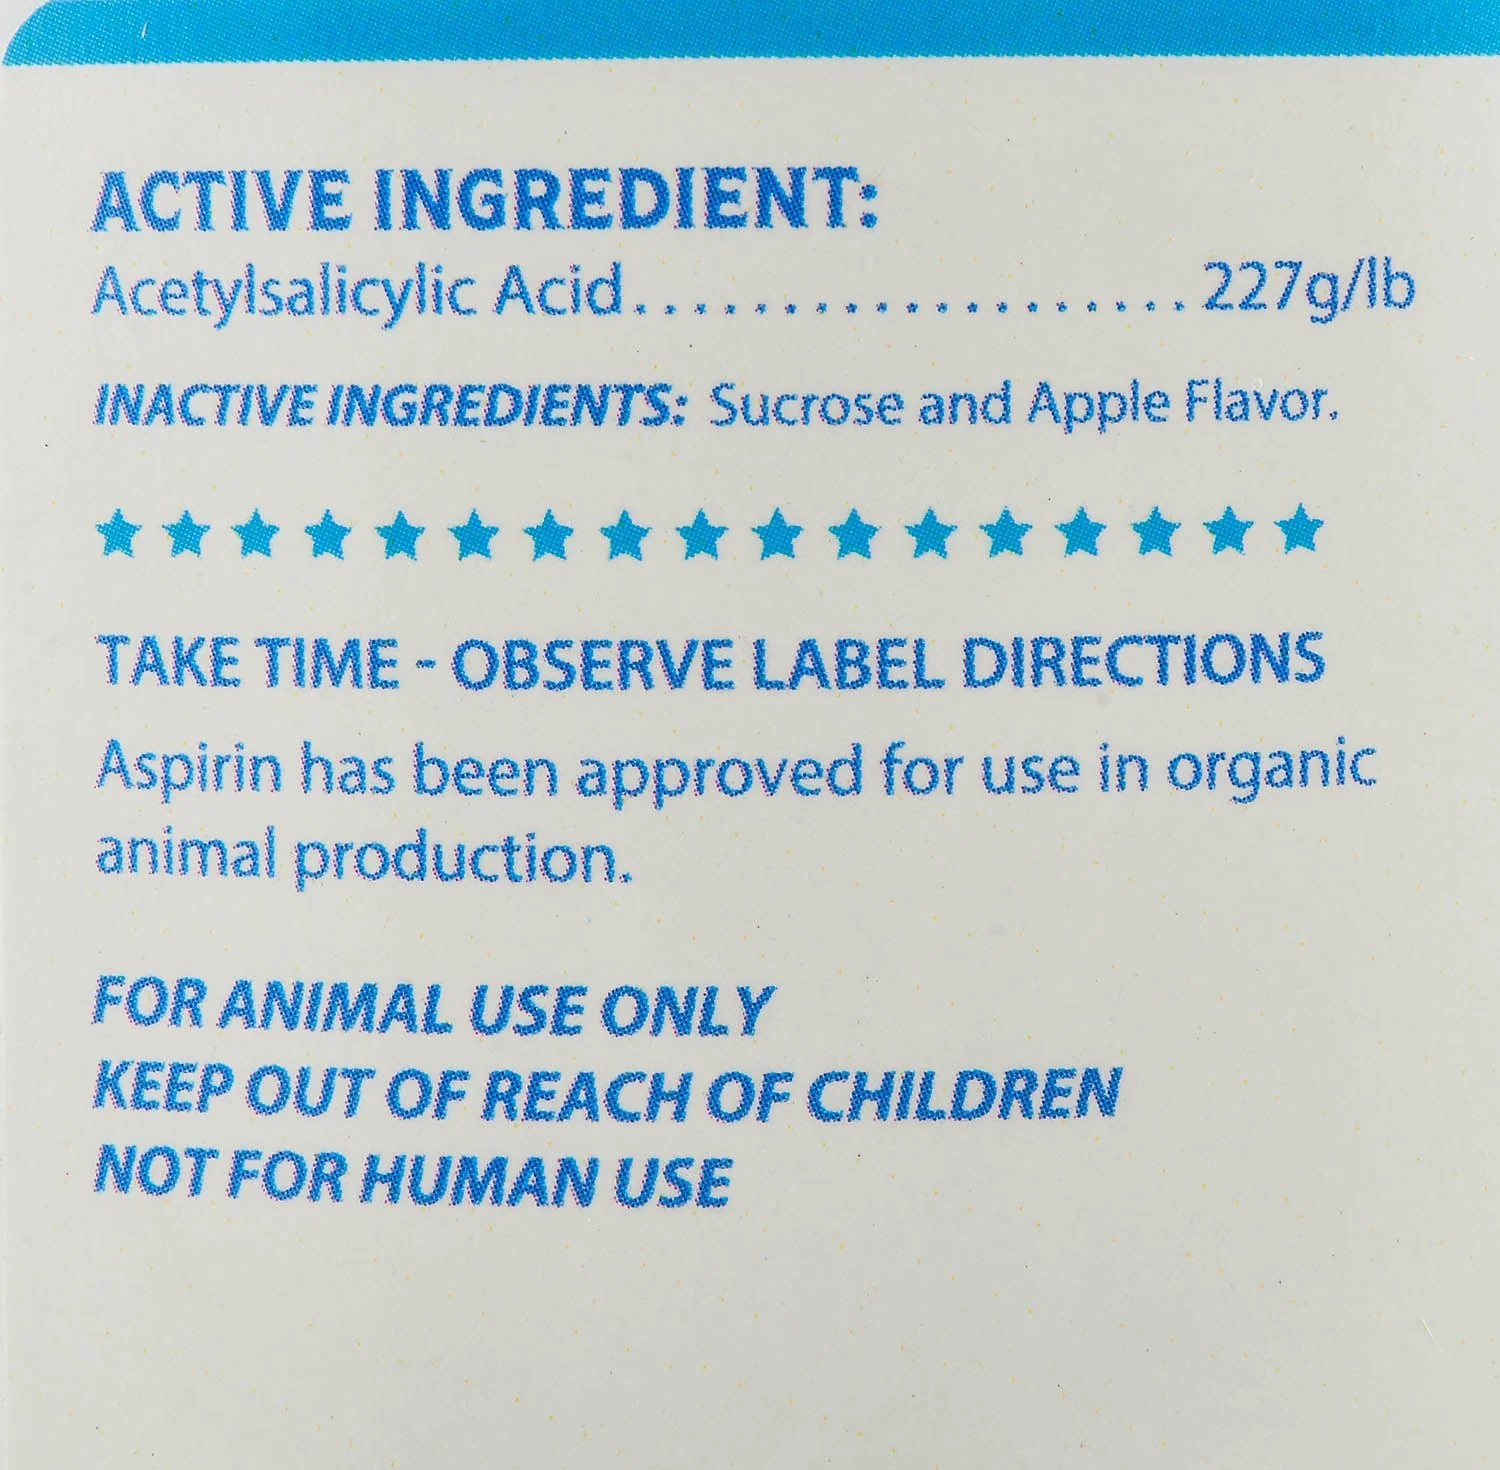 ACTIVE INGREDIENT:
Acetylsalicylic Acid...................227g/lb
INACTIVE INGREDIENTS: Sucrose and Apple Flavor.
TAKE TIME - OBSERVE LABEL DIRECTIONS
Aspirin has been approved for use in organic
animal production.
FOR ANIMAL USE ONLY
KEEP OUT OF REACH OF CHILDREN
NOT FOR HUMAN USE